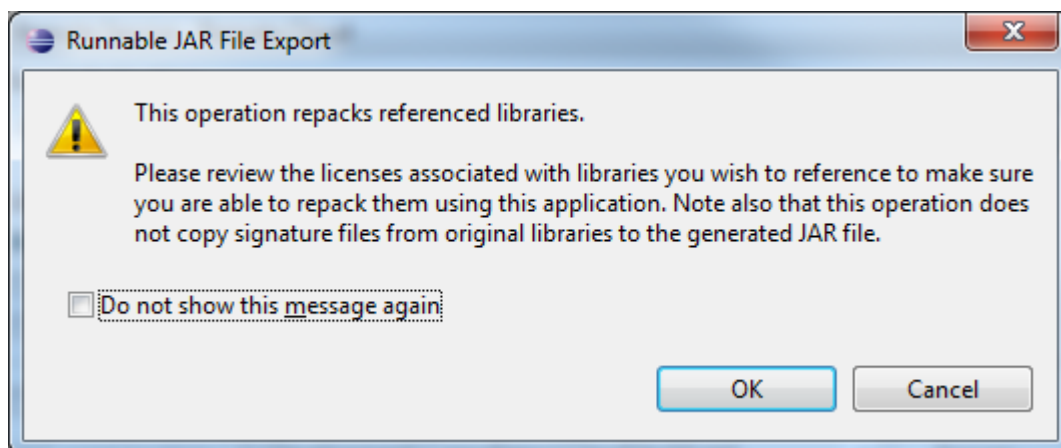 Runnable JAR File Export
This operation repacks referenced libraries.
Please review the licenses associated with libraries you wish to reference to make sure
you are able to repack them using this application. Note also that this operation does
not copy signature files from original libraries to the generated JAR file.
Do not show this message again
OK
Cancel